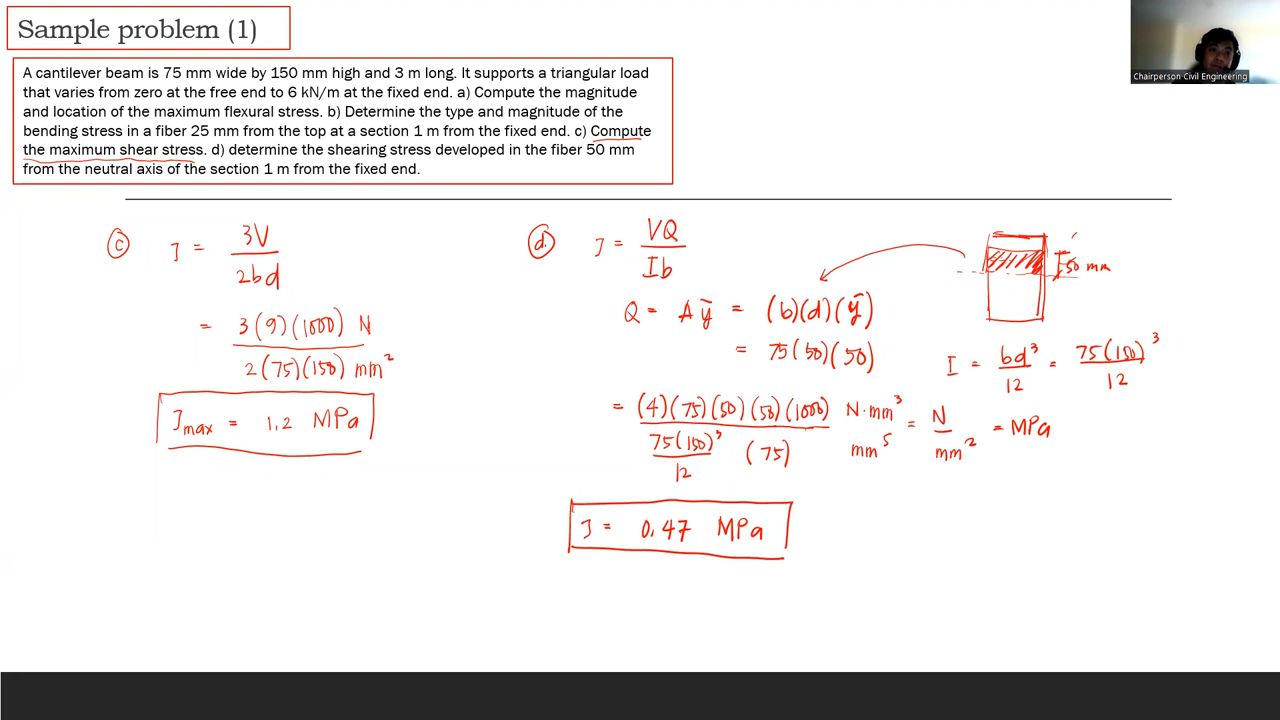 Sample problem (1)
Chairperson Civil Engineering
A cantilever beam is 75 mm wide by 150 mm high and 3 m long. It supports a triangular load
that varies from zero at the free end to 6 kN/m at the fixed end. a) Compute the magnitude
and location of the maximum flexural stress. b) Determine the type and magnitude of the
bending stress in a fiber 25 mm from the top at a section 1 m from the fixed end. c) Compute
the maximum shear stress. d) determine the shearing stress developed in the fiber 50 mm
from the neutral axis of the section 1 m from the fixed end.
c) J = 3V / 2bd
= 3(9)(1000) N / 2(75)(150) mm²
Jmax = 1.2 MPa
d. J = VQ / Ib
50 mm
Q = Aȳ = (b)(d)(ȳ)
= 75(50)(50)
I = bd³ / 12 = 75(150)³ / 12
= (4)(75)(50)(50)(1000) / 75(150)³ / 12 (75) N·mm³ / mm⁵ = N / mm² = MPa
J = 0.47 MPa